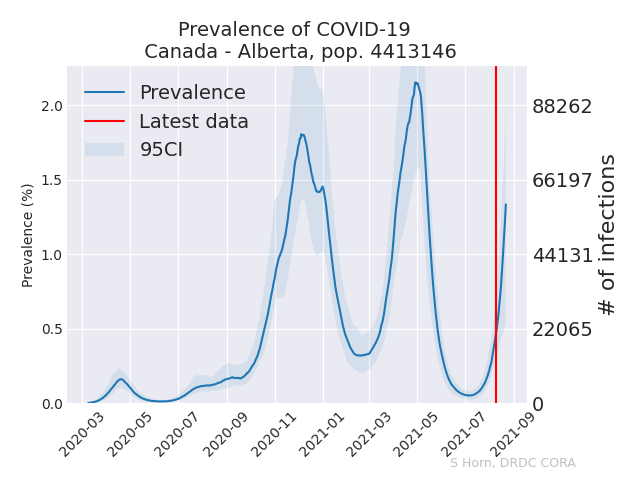 Prevalence of COVID-19
Canada - Alberta, pop. 4413146
Prevalence
Latest data
95CI
Prevalence (%)
2.0
1.5
1.0
0.5
0.0
88262
66197
44131
22065
0
# of infections
2020-03
2020-05
2020-07
2020-09
2020-11
2021-01
2021-03
2021-05
2021-07
2021-09
S Horn, DRDC CORA